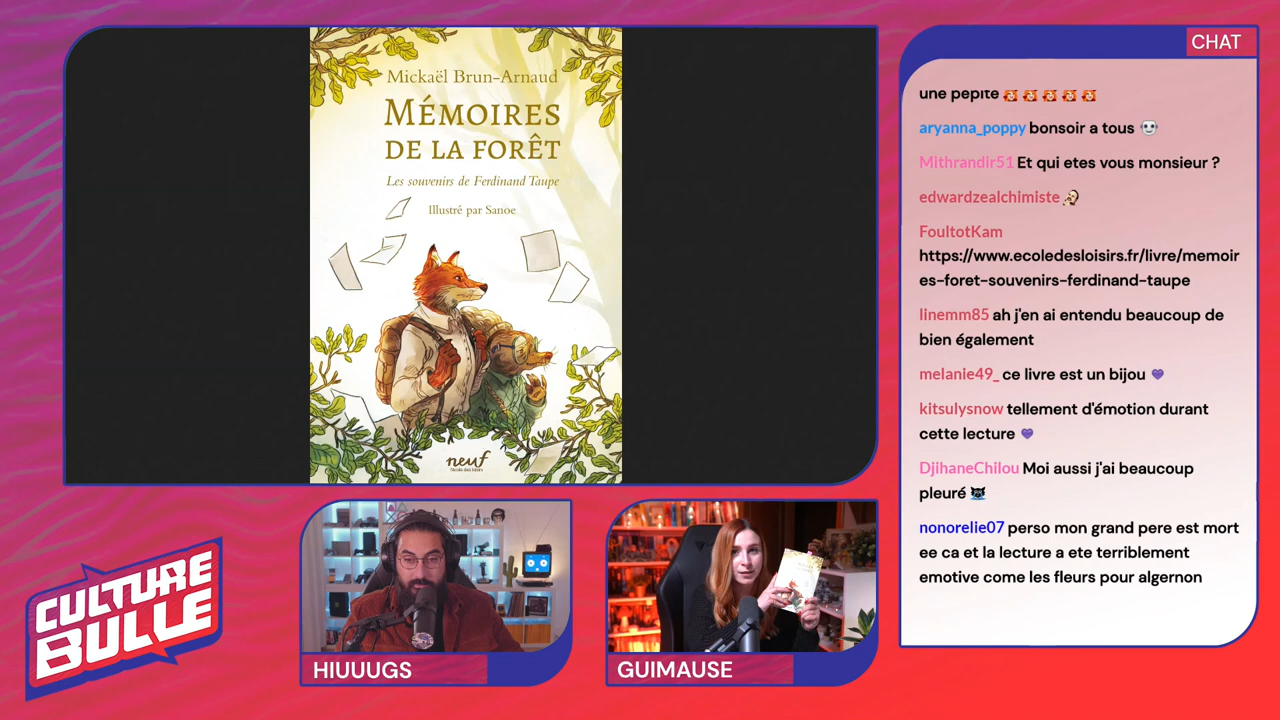 Mickaël Brun-Arnaud
MÉMOIRES
DE LA FORÊT
Les souvenirs de Ferdinand Taupe
Illustré par Sanoe
neuf
l'école des loisirs
CULTURE
BULLE
HIUUUGS
GUIMAUSE
CHAT
une pepite
aryanna_poppy bonsoir a tous
Mithrandir51 Et qui etes vous monsieur ?
edwardzealchimiste
FoultotKam
https://www.ecoledesloisirs.fr/livre/memoir
es-foret-souvenirs-ferdinand-taupe
linemm85 ah j'en ai entendu beaucoup de
bien également
melanie49_ ce livre est un bijou
kitsulysnow tellement d'émotion durant
cette lecture
DjihaneChilou Moi aussi j'ai beaucoup
pleuré
nonorelie07 perso mon grand pere est mort
ee ca et la lecture a ete terriblement
emotive come les fleurs pour algernon